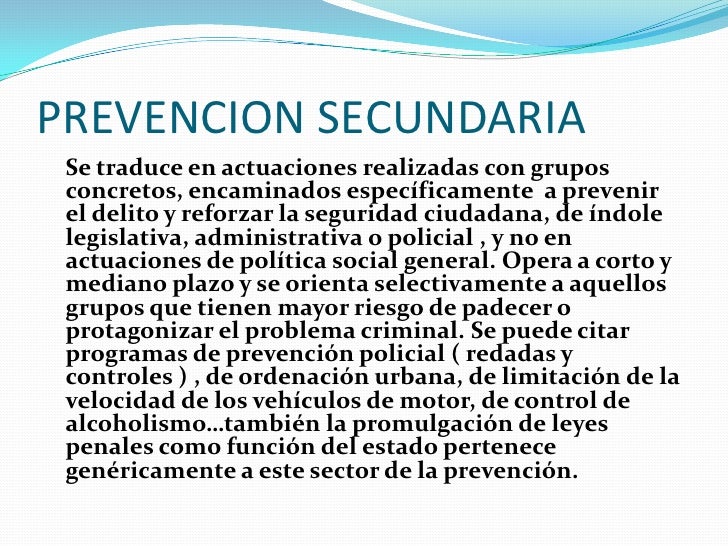 PREVENCION SECUNDARIA
Se traduce en actuaciones realizadas con grupos
concretos, encaminados específicamente  a prevenir
el delito y reforzar la seguridad ciudadana, de índole
legislativa, administrativa o policial , y no en
actuaciones de política social general. Opera a corto y
mediano plazo y se orienta selectivamente a aquellos
grupos que tienen mayor riesgo de padecer o
protagonizar el problema criminal. Se puede citar
programas de prevención policial ( redadas y
controles ) , de ordenación urbana, de limitación de la
velocidad de los vehículos de motor, de control de
alcoholismo…también la promulgación de leyes
penales como función del estado pertenece
genéricamente a este sector de la prevención.